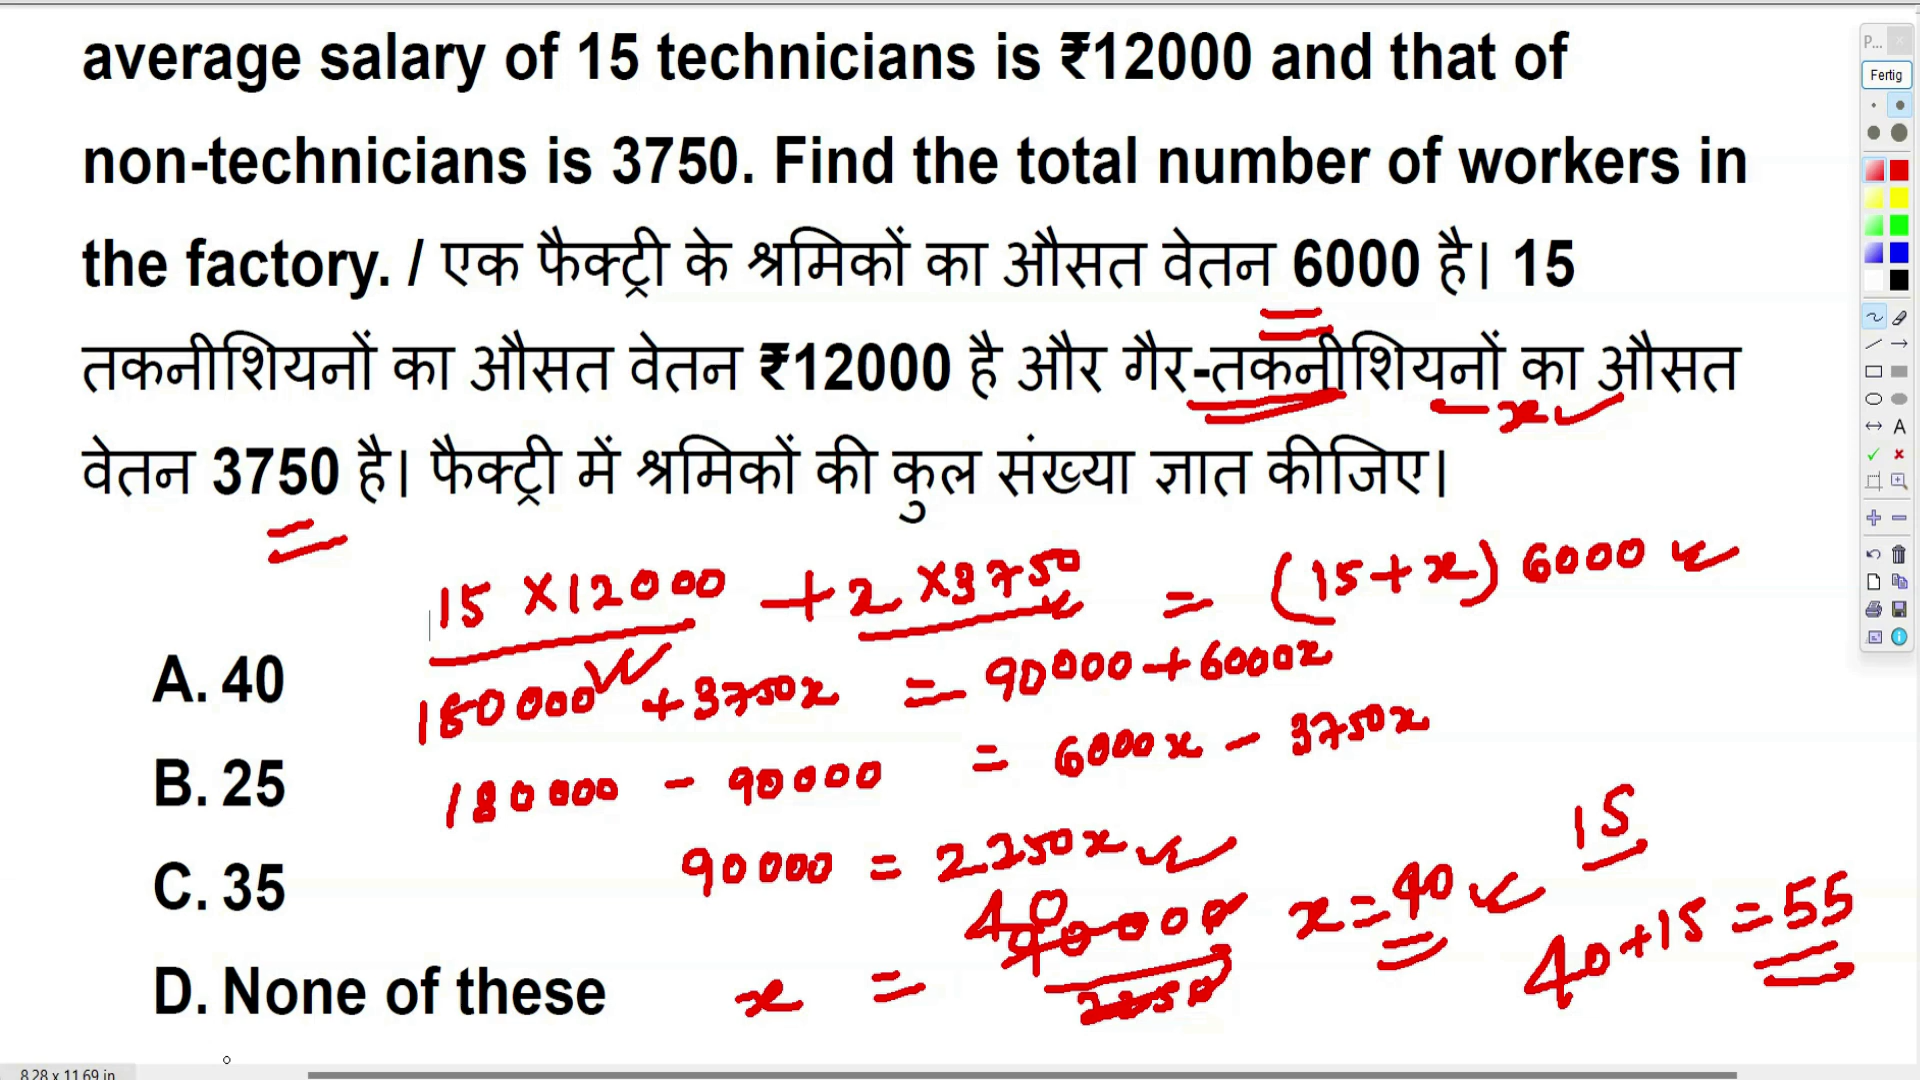 average salary of 15 technicians is ₹12000 and that of
non-technicians is 3750. Find the total number of workers in
the factory. / एक फैक्ट्री के श्रमिकों का औसत वेतन 6000 है। 15
तकनीशियनों का औसत वेतन ₹12000 है और गैर-तकनीशियनों का औसत
वेतन 3750 है। फैक्ट्री में श्रमिकों की कुल संख्या ज्ञात कीजिए।
x
15 × 12000 + x × 3750 = (15 + x) 6000
A. 40
180000 + 3750x = 90000 + 6000x
B. 25
180000 - 90000 = 6000x - 3750x
C. 35
90000 = 2250x
15
40
x = 90000
2250
x = 40
40 + 15 = 55
D. None of these
P...
Fertig
A
8.28 x 11.69 in